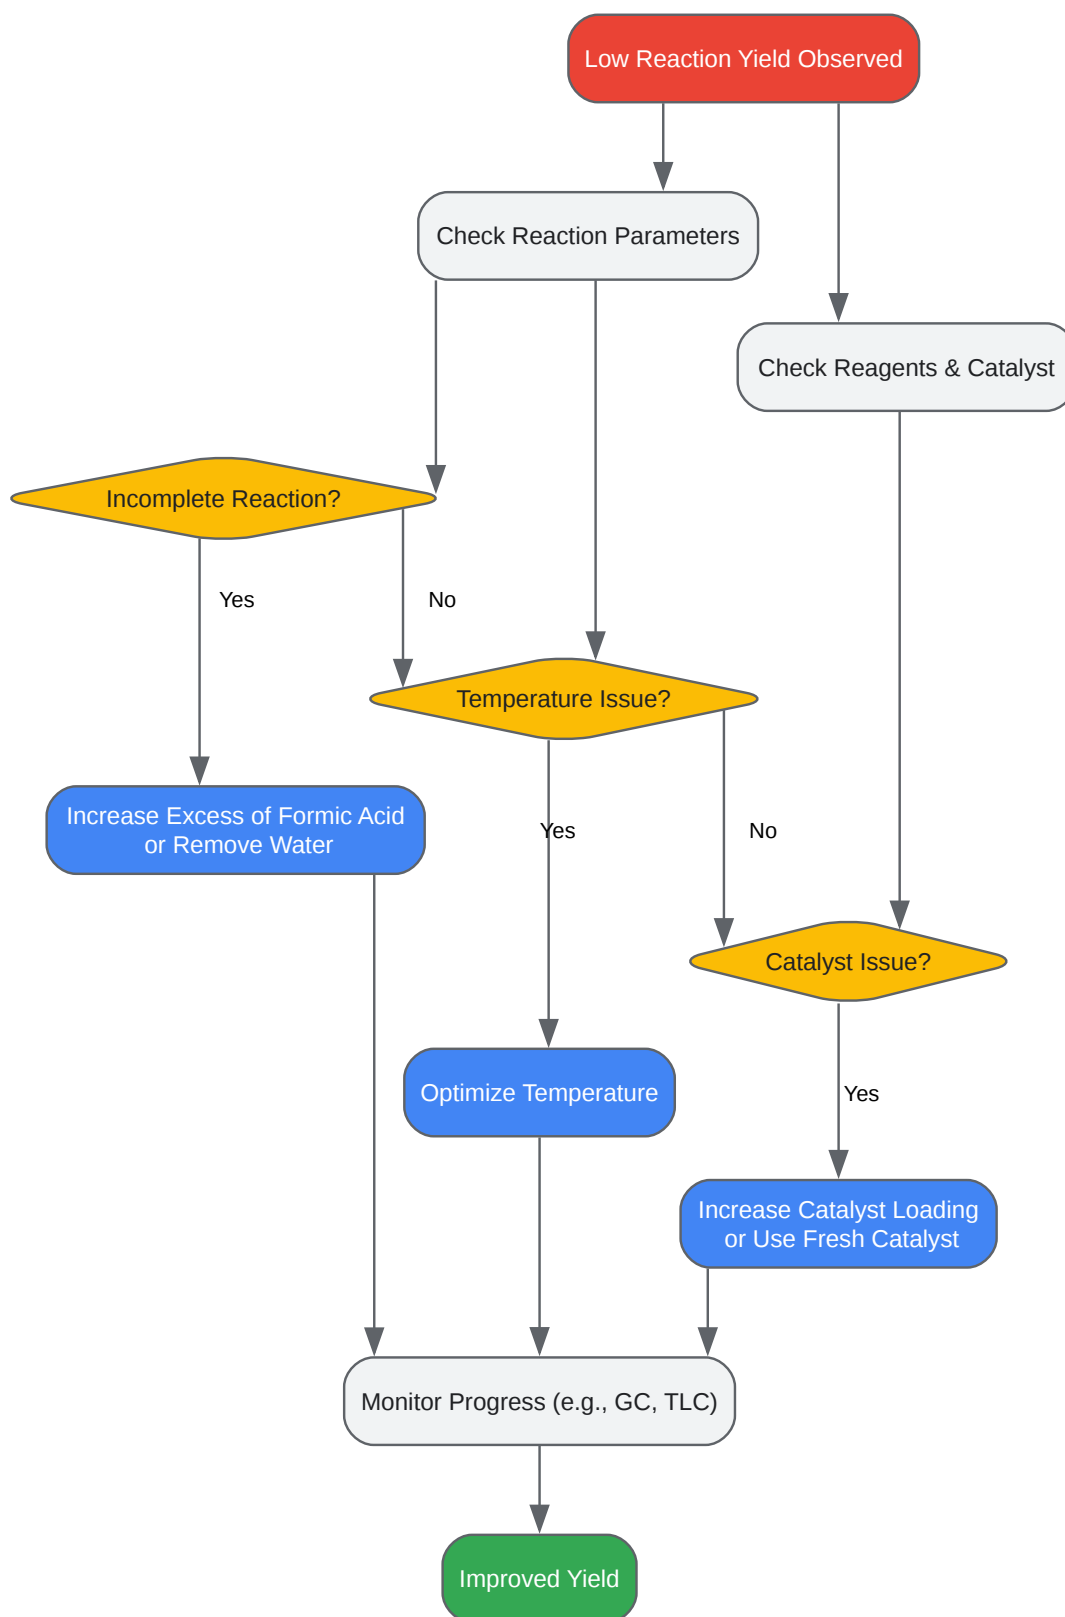 Low Reaction Yield Observed
Check Reaction Parameters
Check Reagents & Catalyst
Incomplete Reaction?
Yes
No
Temperature Issue?
Increase Excess of Formic Acid
or Remove Water
Yes
No
Catalyst Issue?
Optimize Temperature
Yes
Increase Catalyst Loading
or Use Fresh Catalyst
Monitor Progress (e.g., GC, TLC)
Improved Yield